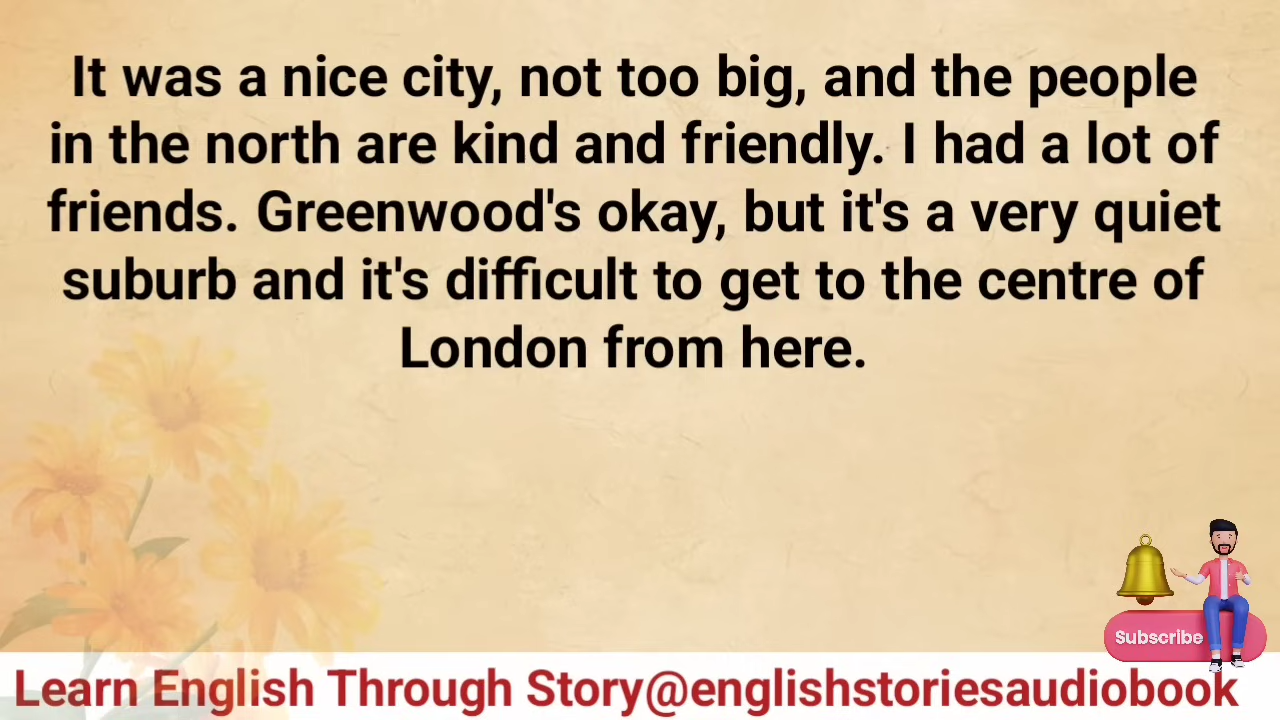 It was a nice city, not too big, and the people
in the north are kind and friendly. I had a lot of
friends. Greenwood's okay, but it's a very quiet
suburb and it's difficult to get to the centre of
London from here.
Subscribe
Learn English Through Story@englishstoriesaudiobook